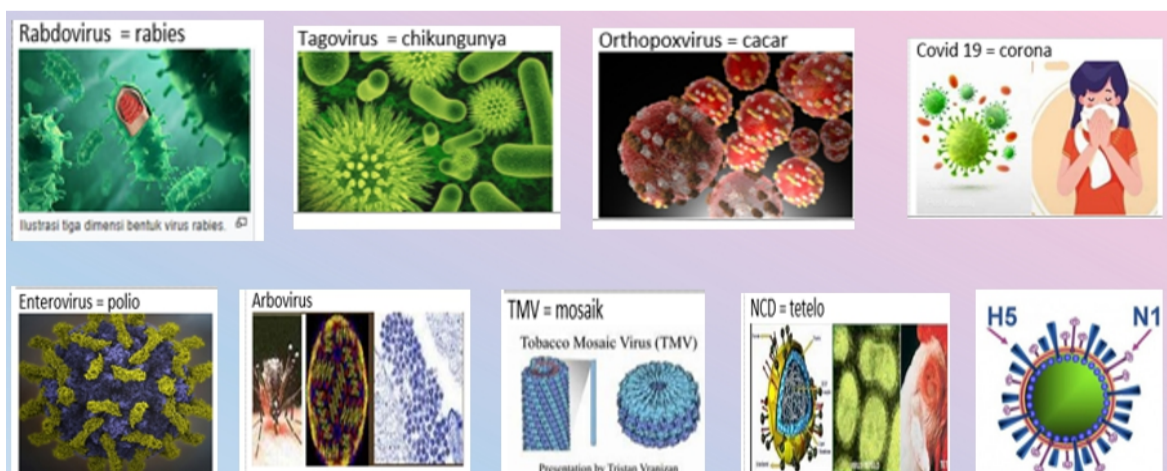 Rabdovirus = rabies
Ilustrasi tiga dimensi bentuk virus rabies.
Tagovirus = chikungunya
Orthopoxvirus = cacar
Covid 19 = corona
Enterovirus = polio
Arbovirus
TMV = mosaik
Tobacco Mosaic Virus (TMV)
Presentation by Tristan Vranizan
NCD = tetelo
H5 N1